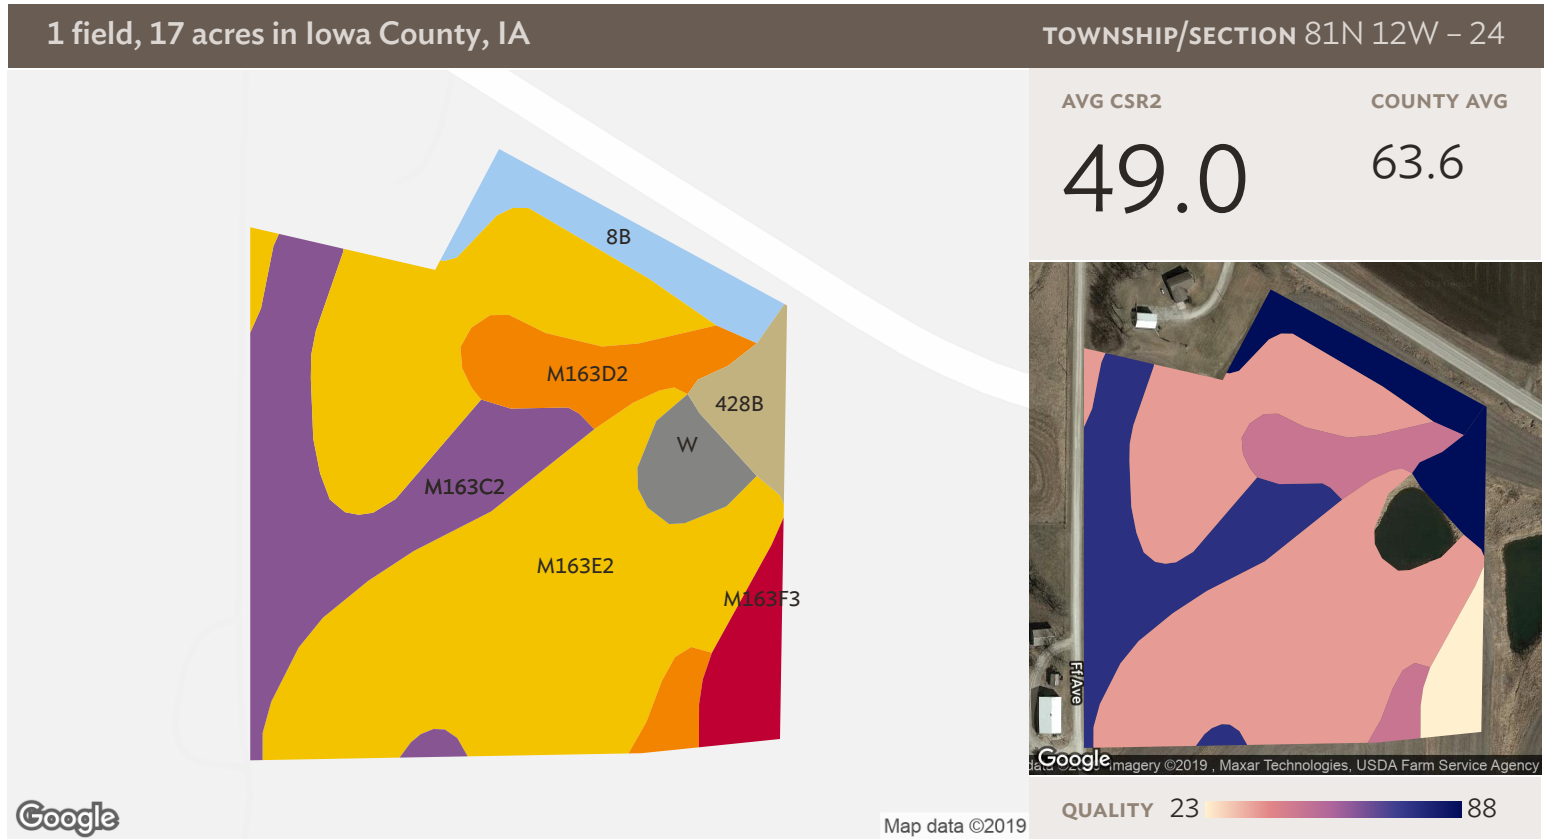 1 field, 17 acres in Iowa County, IA
TOWNSHIP/SECTION 81N 12W – 24
AVG CSR2
COUNTY AVG
49.0
63.6
8B
M163D2
428B
W
M163C2
M163E2
M163F3
Ff Ave
Google
Imagery ©2019 , Maxar Technologies, USDA Farm Service Agency
QUALITY 23 88
Google
Map data ©2019